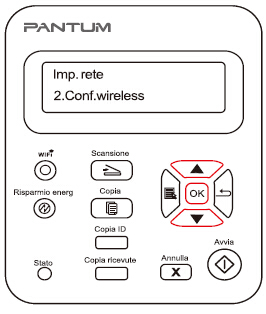 PANTUM
Imp. rete
2.Conf.wireless
WiFi
Scansione
Risparmio energ
Copia
OK
Copia ID
Avvia
Stato
Copia ricevute
Annulla
X